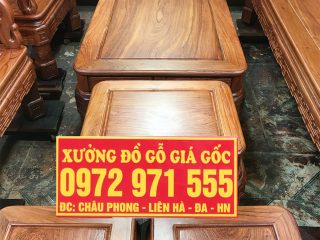 XƯỞNG ĐỒ GỖ GIÁ GỐC
0972 971 555
ĐC: CHÂU PHONG - LIÊN HÀ - ĐA - HN